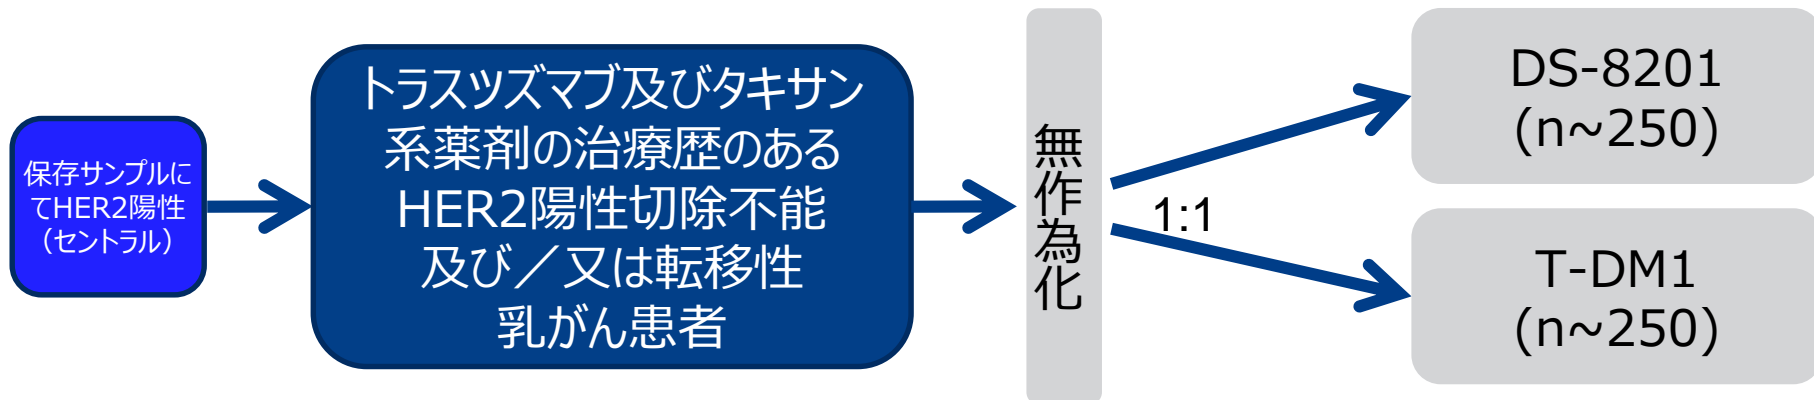 保存サンプルに
てHER2陽性
（セントラル）
トラスツズマブ及びタキサン
系薬剤の治療歴のある
HER2陽性切除不能
及び／又は転移性
乳がん患者
無作為化
1:1
DS-8201
(n~250)
T-DM1
(n~250)